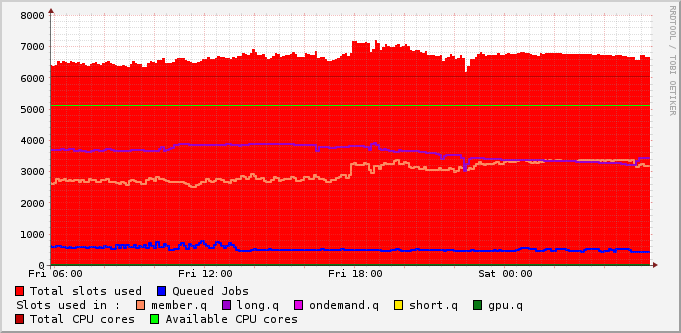 8000
7000
6000
5000
4000
3000
2000
1000
0
Fri 06:00 Fri 12:00 Fri 18:00 Sat 00:00
Total slots used Queued Jobs
Slots used in : member.q long.q ondemand.q short.q gpu.q
Total CPU cores Available CPU cores
RRDTOOL / TOBI OETIKER